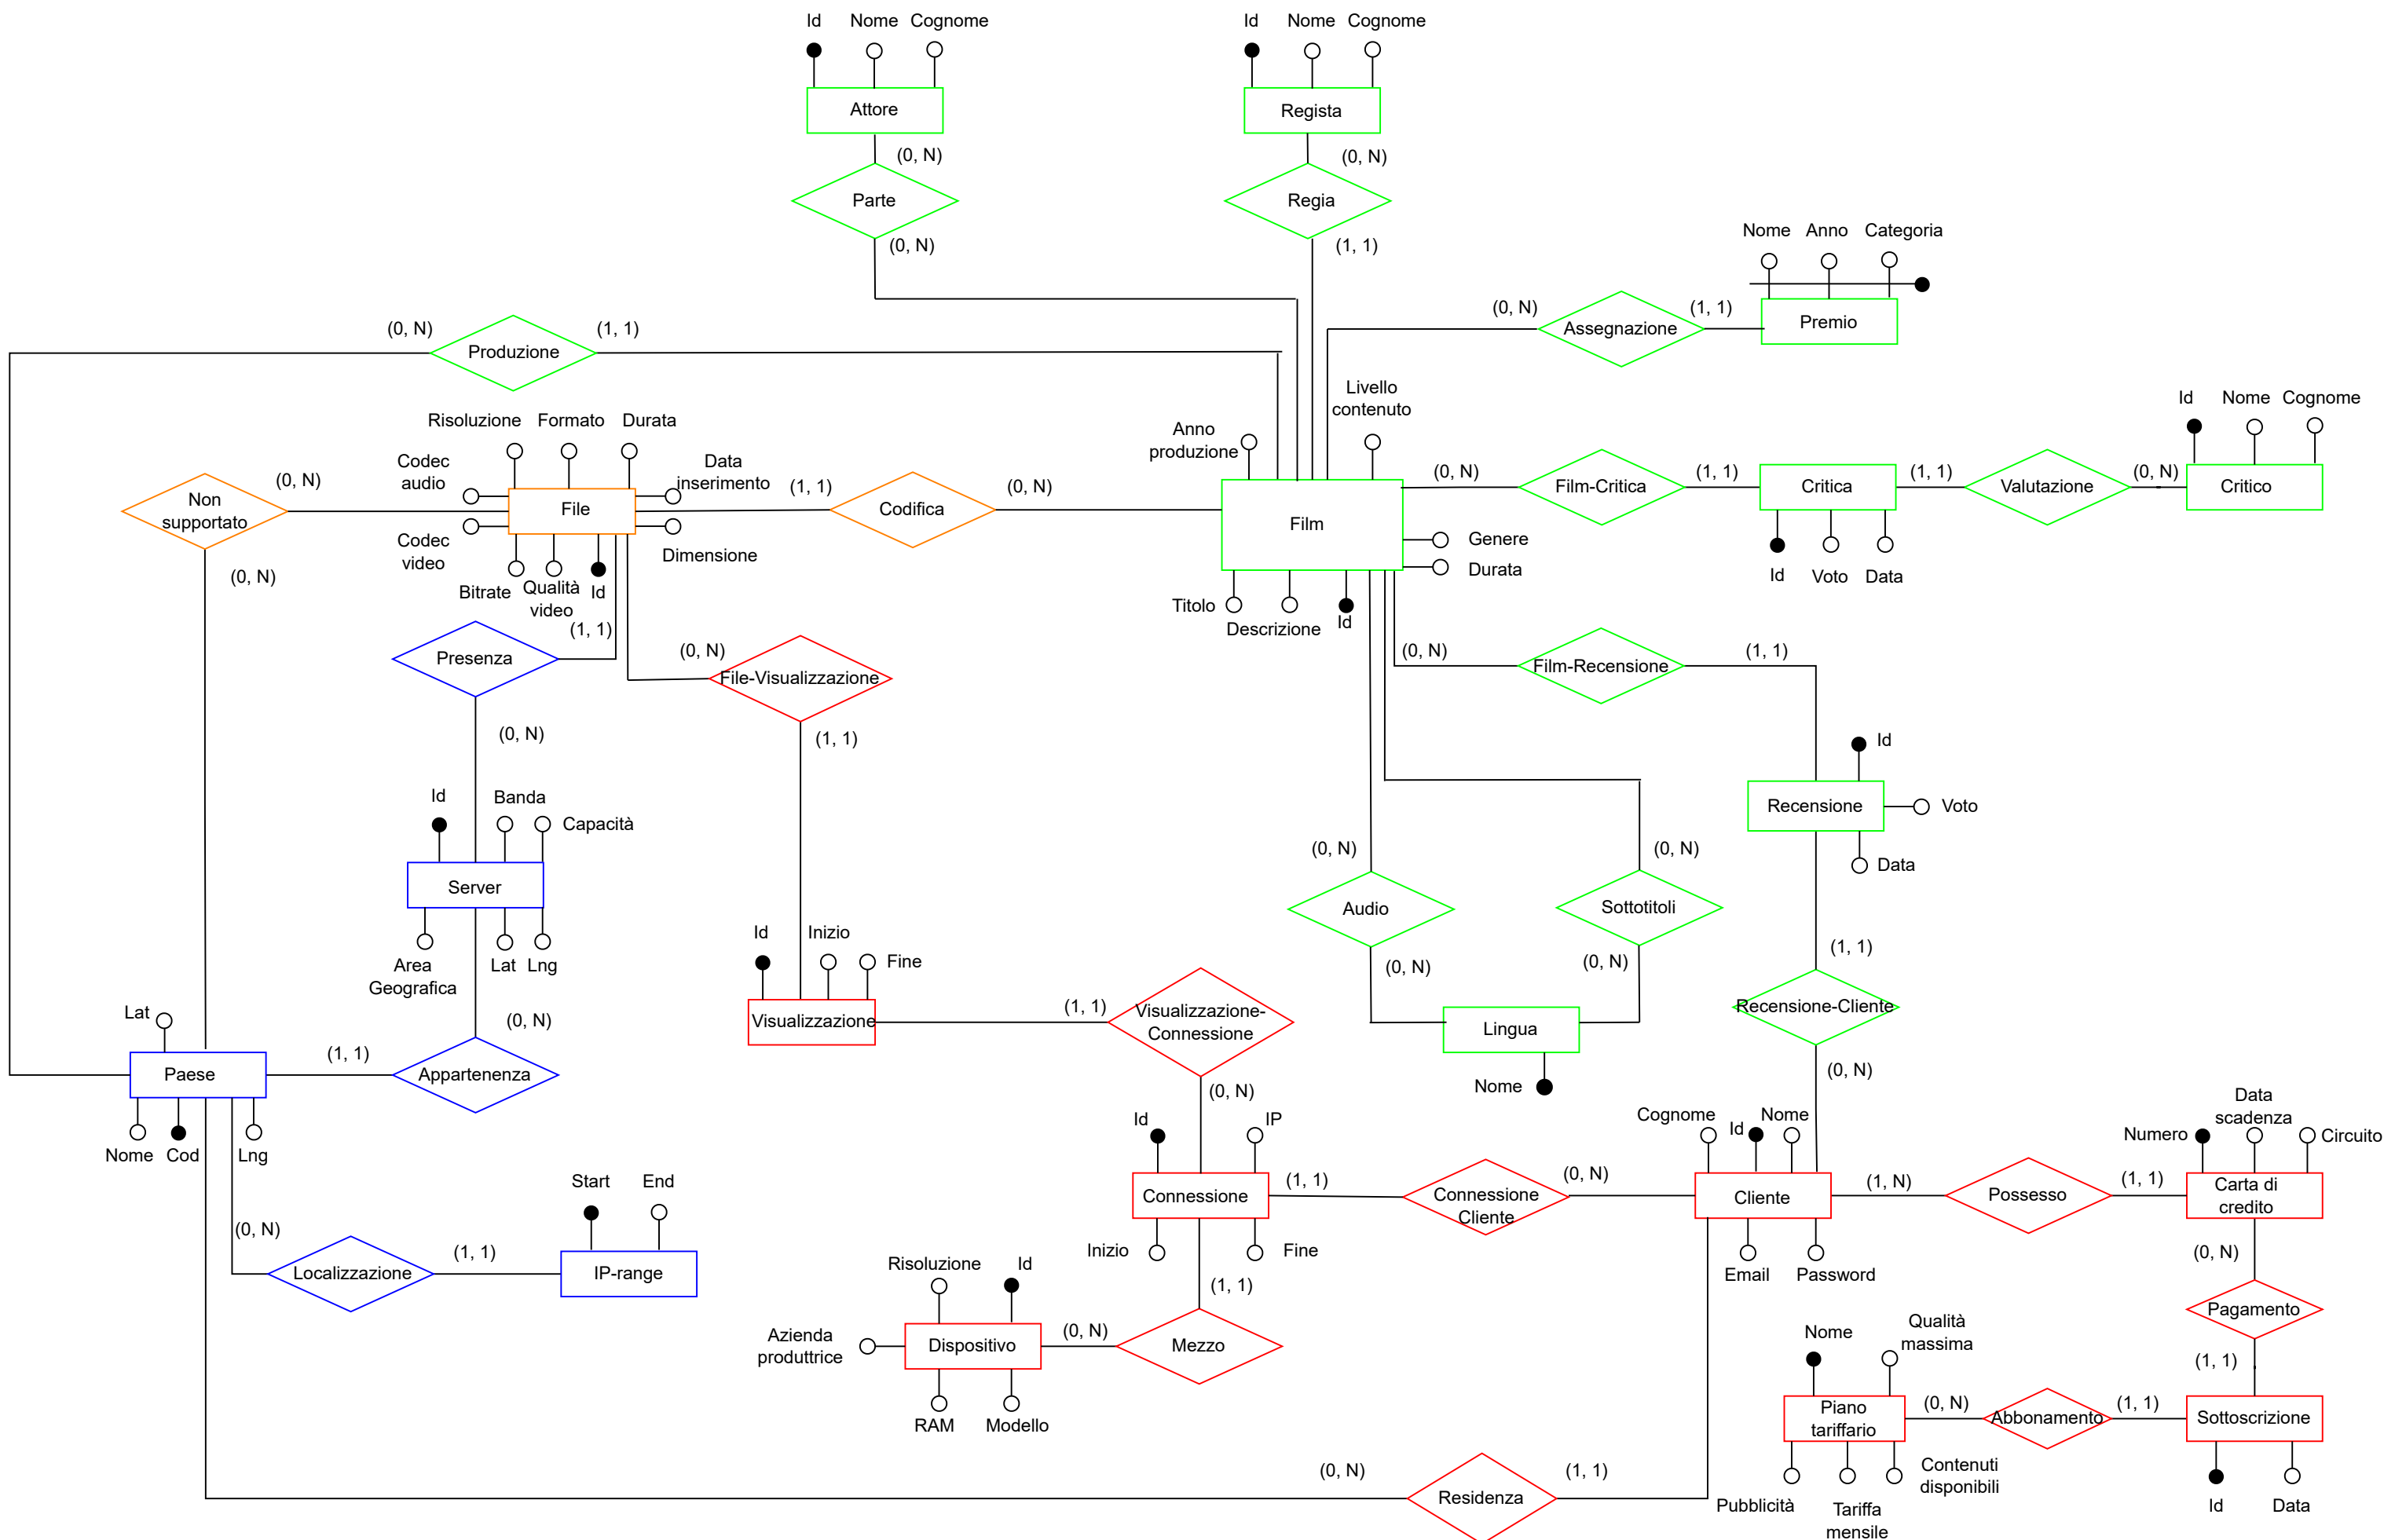 Id Nome Cognome
Id Nome Cognome
Attore
Regista
(0, N)
(0, N)
Parte
Regia
(0, N)
(1, 1)
Nome Anno Categoria
(0, N)
Assegnazione
(1, 1)
Premio
(0, N)
Produzione
(1, 1)
Livello
contenuto
Anno
produzione
Id Nome Cognome
Risoluzione Formato Durata
Codec
audio
Data
inserimento
Non
supportato
(0, N)
File
(1, 1)
Codifica
(0, N)
Film
(0, N)
Film-Critica
(1, 1)
Critica
(1, 1)
Valutazione
(0, N)
Critico
Codec
video
Dimensione
Genere
Durata
(0, N)
Bitrate
Qualità
video
Id
Titolo
Descrizione
Id
Id Voto Data
Presenza
(1, 1)
(0, N)
File-Visualizzazione
(0, N)
Film-Recensione
(1, 1)
(0, N)
(1, 1)
Id
Id Banda
Capacità
Recensione
Voto
Data
Server
(0, N)
(0, N)
Audio
Sottotitoli
Area
Geografica
Lat Lng
Id Inizio
Fine
(0, N)
(0, N)
(1, 1)
Lat
(0, N)
Visualizzazione
(1, 1)
Visualizzazione-
Connessione
Lingua
Recensione-Cliente
Paese
(1, 1)
Appartenenza
(0, N)
Nome
(0, N)
Nome Cod Lng
Id
IP
Cognome
Id
Nome
Numero
Data
scadenza
Circuito
Start End
Connessione
(1, 1)
Connessione
Cliente
(0, N)
Cliente
(1, N)
Possesso
(1, 1)
Carta di
credito
(0, N)
Localizzazione
(1, 1)
IP-range
Inizio
Fine
Email Password
(0, N)
Risoluzione Id
(1, 1)
Pagamento
Azienda
produttrice
Dispositivo
(0, N)
Mezzo
Nome
Qualità
massima
(1, 1)
RAM Modello
Piano
tariffario
(0, N)
Abbonamento
(1, 1)
Sottoscrizione
(0, N)
Residenza
(1, 1)
Pubblicità
Tariffa
mensile
Contenuti
disponibili
Id Data